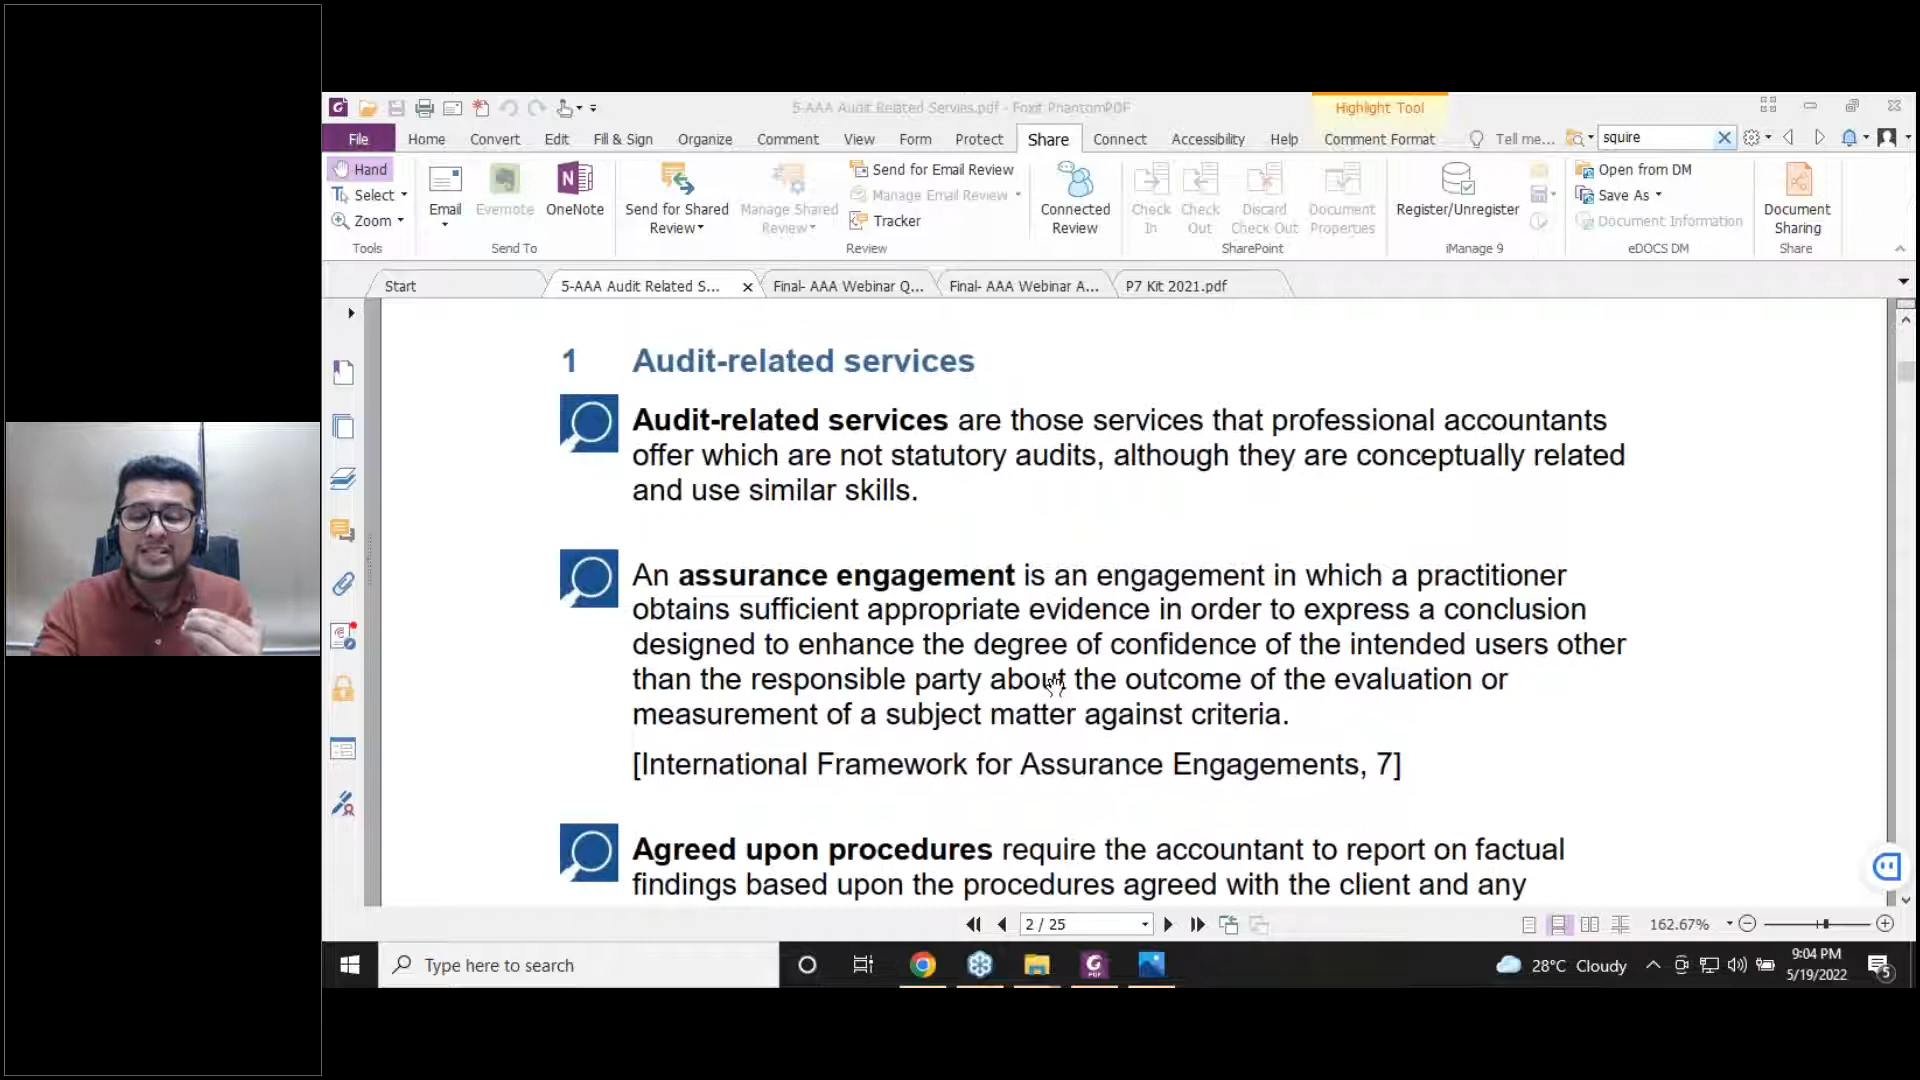 5-AAA Audit Related Servies.pdf - Foxit PhantomPDF
Highlight Tool
File Home Convert Edit Fill & Sign Organize Comment View Form Protect Share Connect Accessibility Help Comment Format Tell me... squire
Hand
Select
Zoom
Tools
Email
Evernote
OneNote
Send To
Send for Shared Review
Manage Shared Review
Send for Email Review
Manage Email Review
Tracker
Review
Connected Review
Check In
Check Out
Discard Check Out
Document Properties
SharePoint
Register/Unregister
iManage 9
Open from DM
Save As
Document Information
eDOCS DM
Document Sharing
Share
Start
5-AAA Audit Related S...
Final- AAA Webinar Q...
Final- AAA Webinar A...
P7 Kit 2021.pdf
1 Audit-related services
Audit-related services are those services that professional accountants
offer which are not statutory audits, although they are conceptually related
and use similar skills.
An assurance engagement is an engagement in which a practitioner
obtains sufficient appropriate evidence in order to express a conclusion
designed to enhance the degree of confidence of the intended users other
than the responsible party about the outcome of the evaluation or
measurement of a subject matter against criteria.
[International Framework for Assurance Engagements, 7]
Agreed upon procedures require the accountant to report on factual
findings based upon the procedures agreed with the client and any
2 / 25
162.67%
Type here to search
28°C Cloudy
9:04 PM
5/19/2022
5